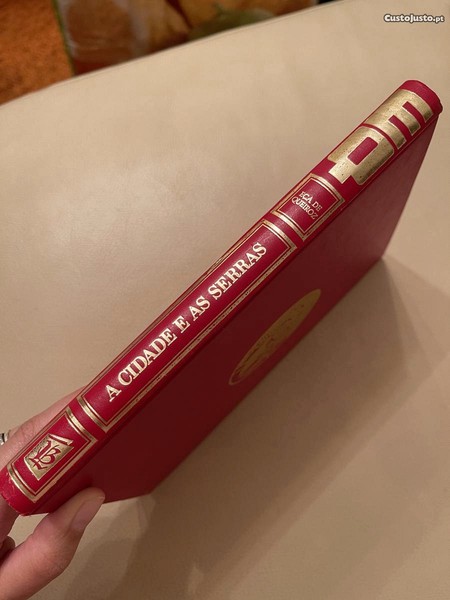 CustoJusto.pt
EÇA DE
QUEIROZ
A CIDADE E AS SERRAS